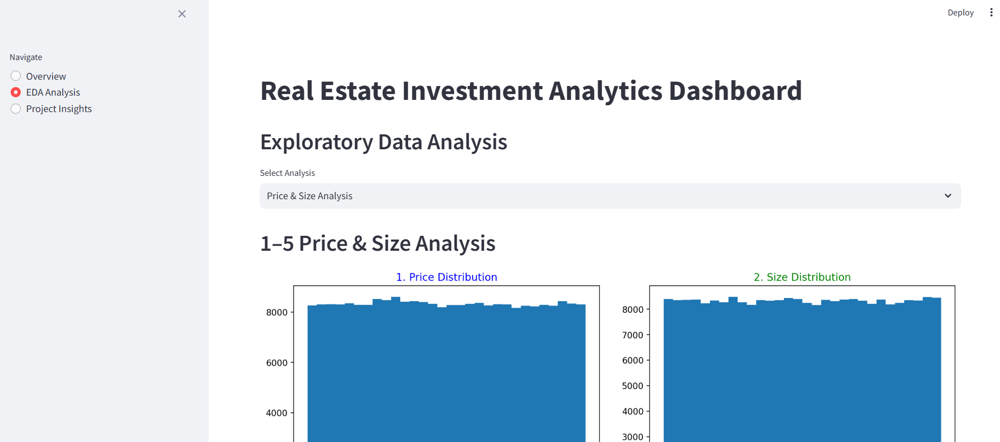 Deploy
Navigate
Overview
EDA Analysis
Project Insights
Real Estate Investment Analytics Dashboard
Exploratory Data Analysis
Select Analysis
Price & Size Analysis
1–5 Price & Size Analysis
1. Price Distribution
8000
6000
4000
2. Size Distribution
8000
7000
6000
5000
4000
3000